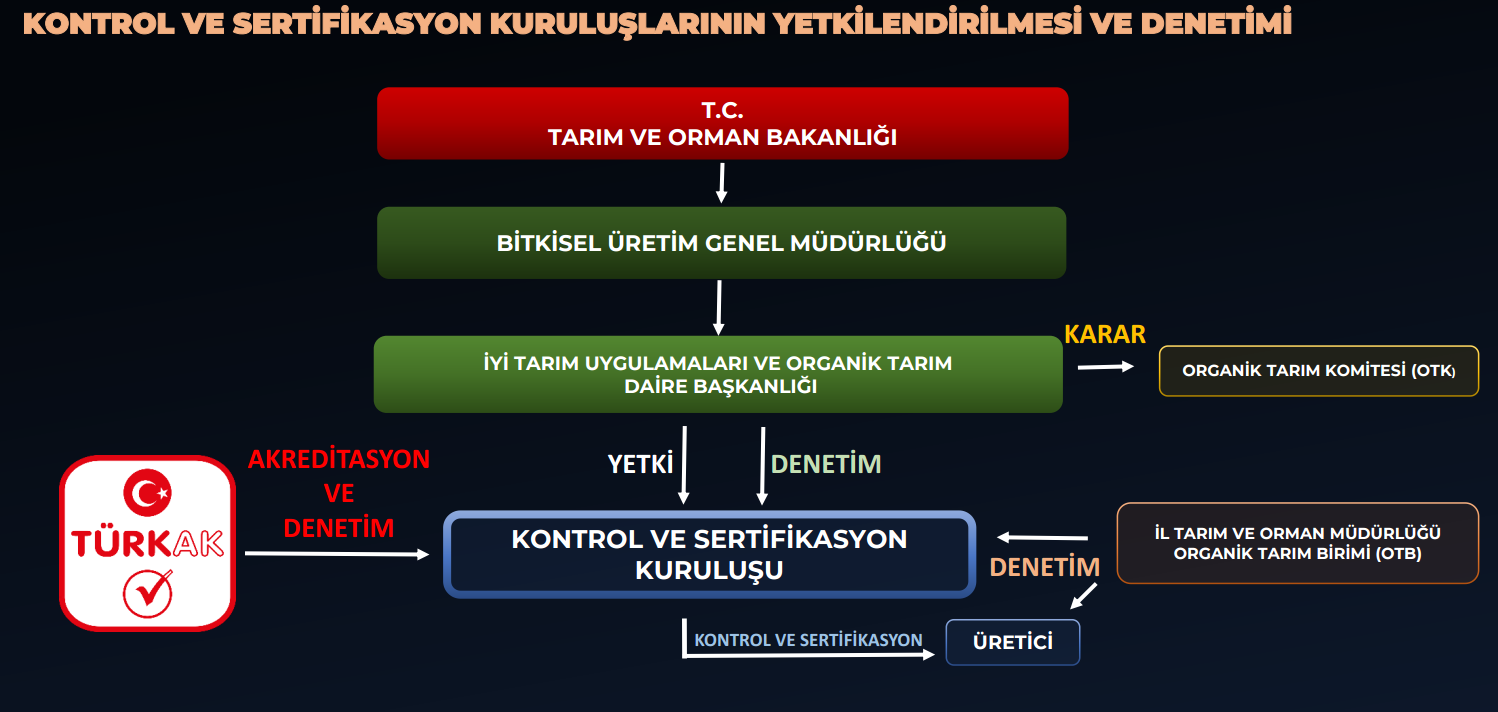 KONTROL VE SERTİFİKASYON KURULUŞLARININ YETKİLENDİRİLMESİ VE DENETİMİ
T.C.
TARIM VE ORMAN BAKANLIĞI
BİTKİSEL ÜRETİM GENEL MÜDÜRLÜĞÜ
İYİ TARIM UYGULAMALARI VE ORGANİK TARIM
DAİRE BAŞKANLIĞI
KARAR
ORGANİK TARIM KOMİTESİ (OTK)
YETKİ
DENETİM
AKREDİTASYON
VE
DENETİM
TÜRKAK
KONTROL VE SERTİFİKASYON
KURULUŞU
DENETİM
İL TARIM VE ORMAN MÜDÜRLÜĞÜ
ORGANİK TARIM BİRİMİ (OTB)
KONTROL VE SERTİFİKASYON
ÜRETİCİ